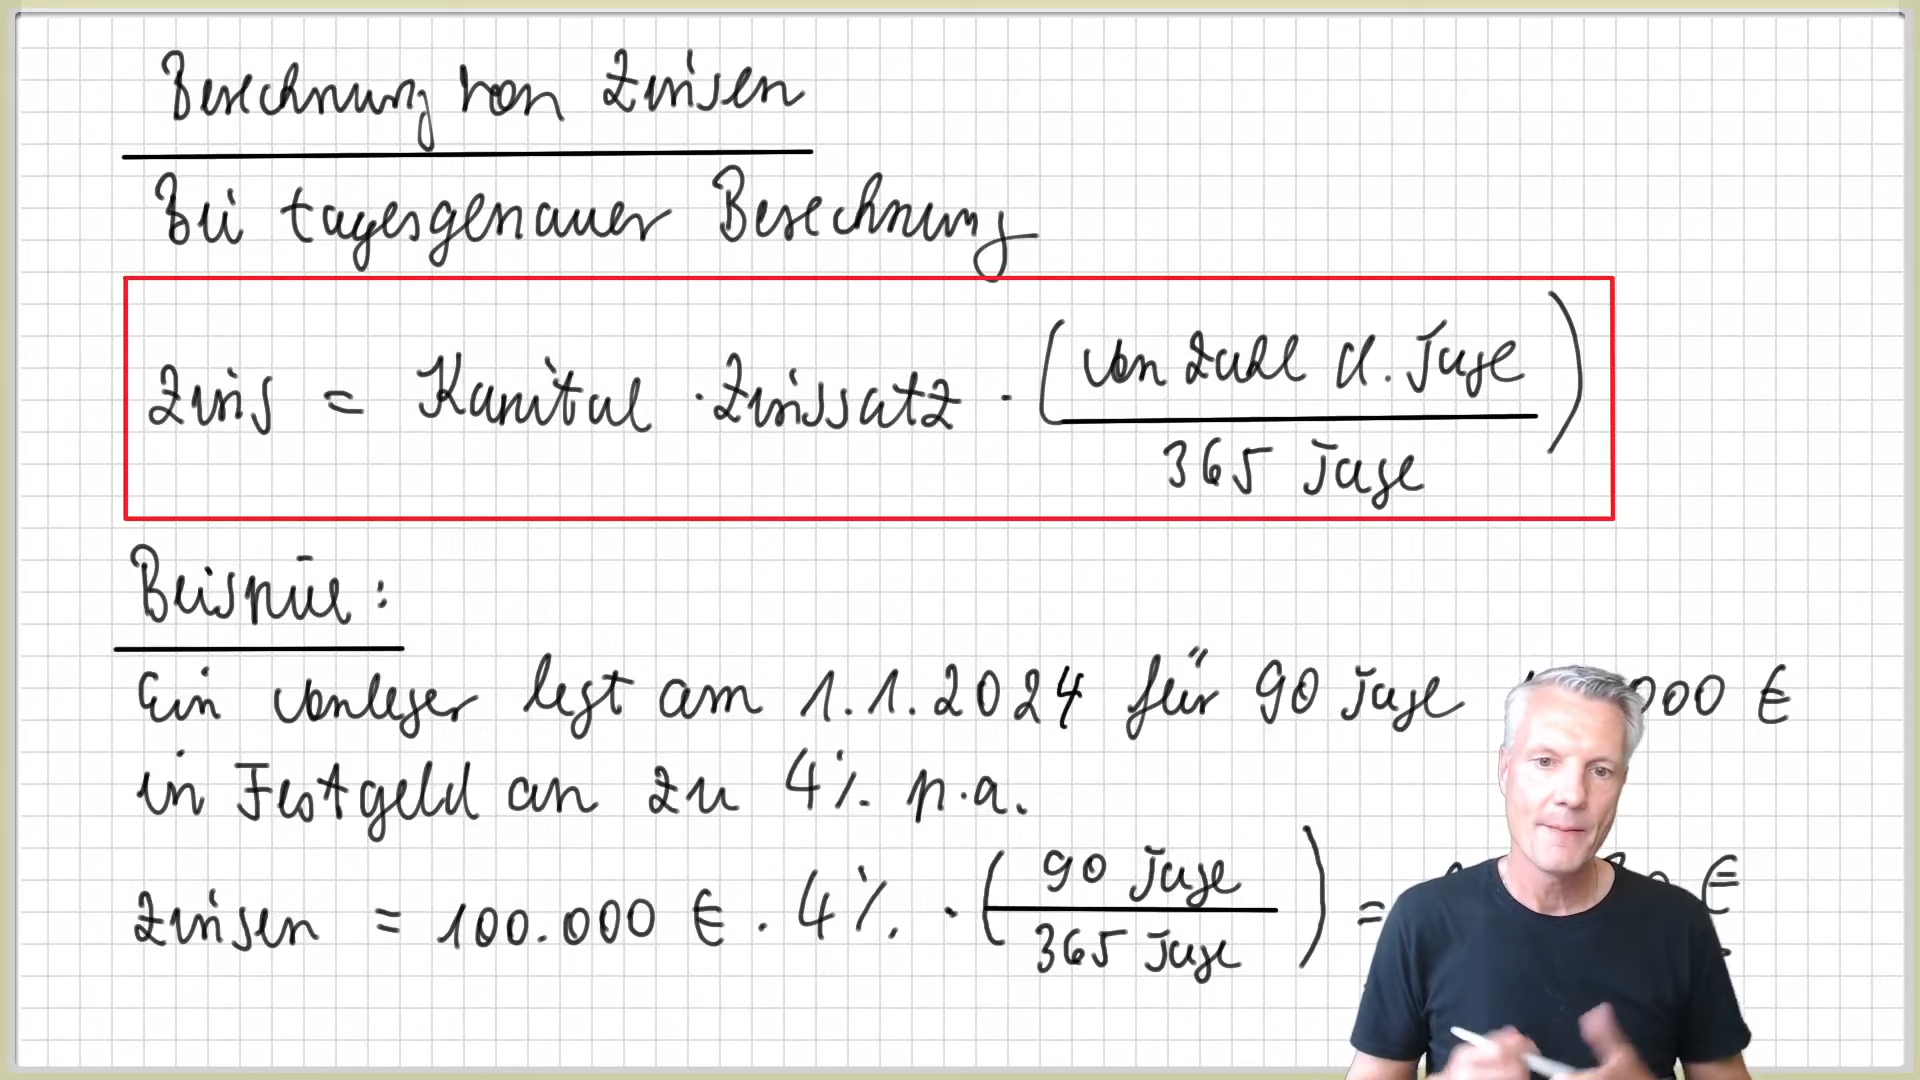 Berechnung von Zinsen
Bei tagesgenauer Berechnung
Zins = Kapital · Zinssatz · (Anzahl d. Tage / 365 Tage)
Beispiel:
Ein Anleger legt am 1.1.2024 für 90 Tage 000 €
in Festgeld an zu 4% p.a.
Zinsen = 100.000 € · 4% · (90 Tage / 365 Tage) = €